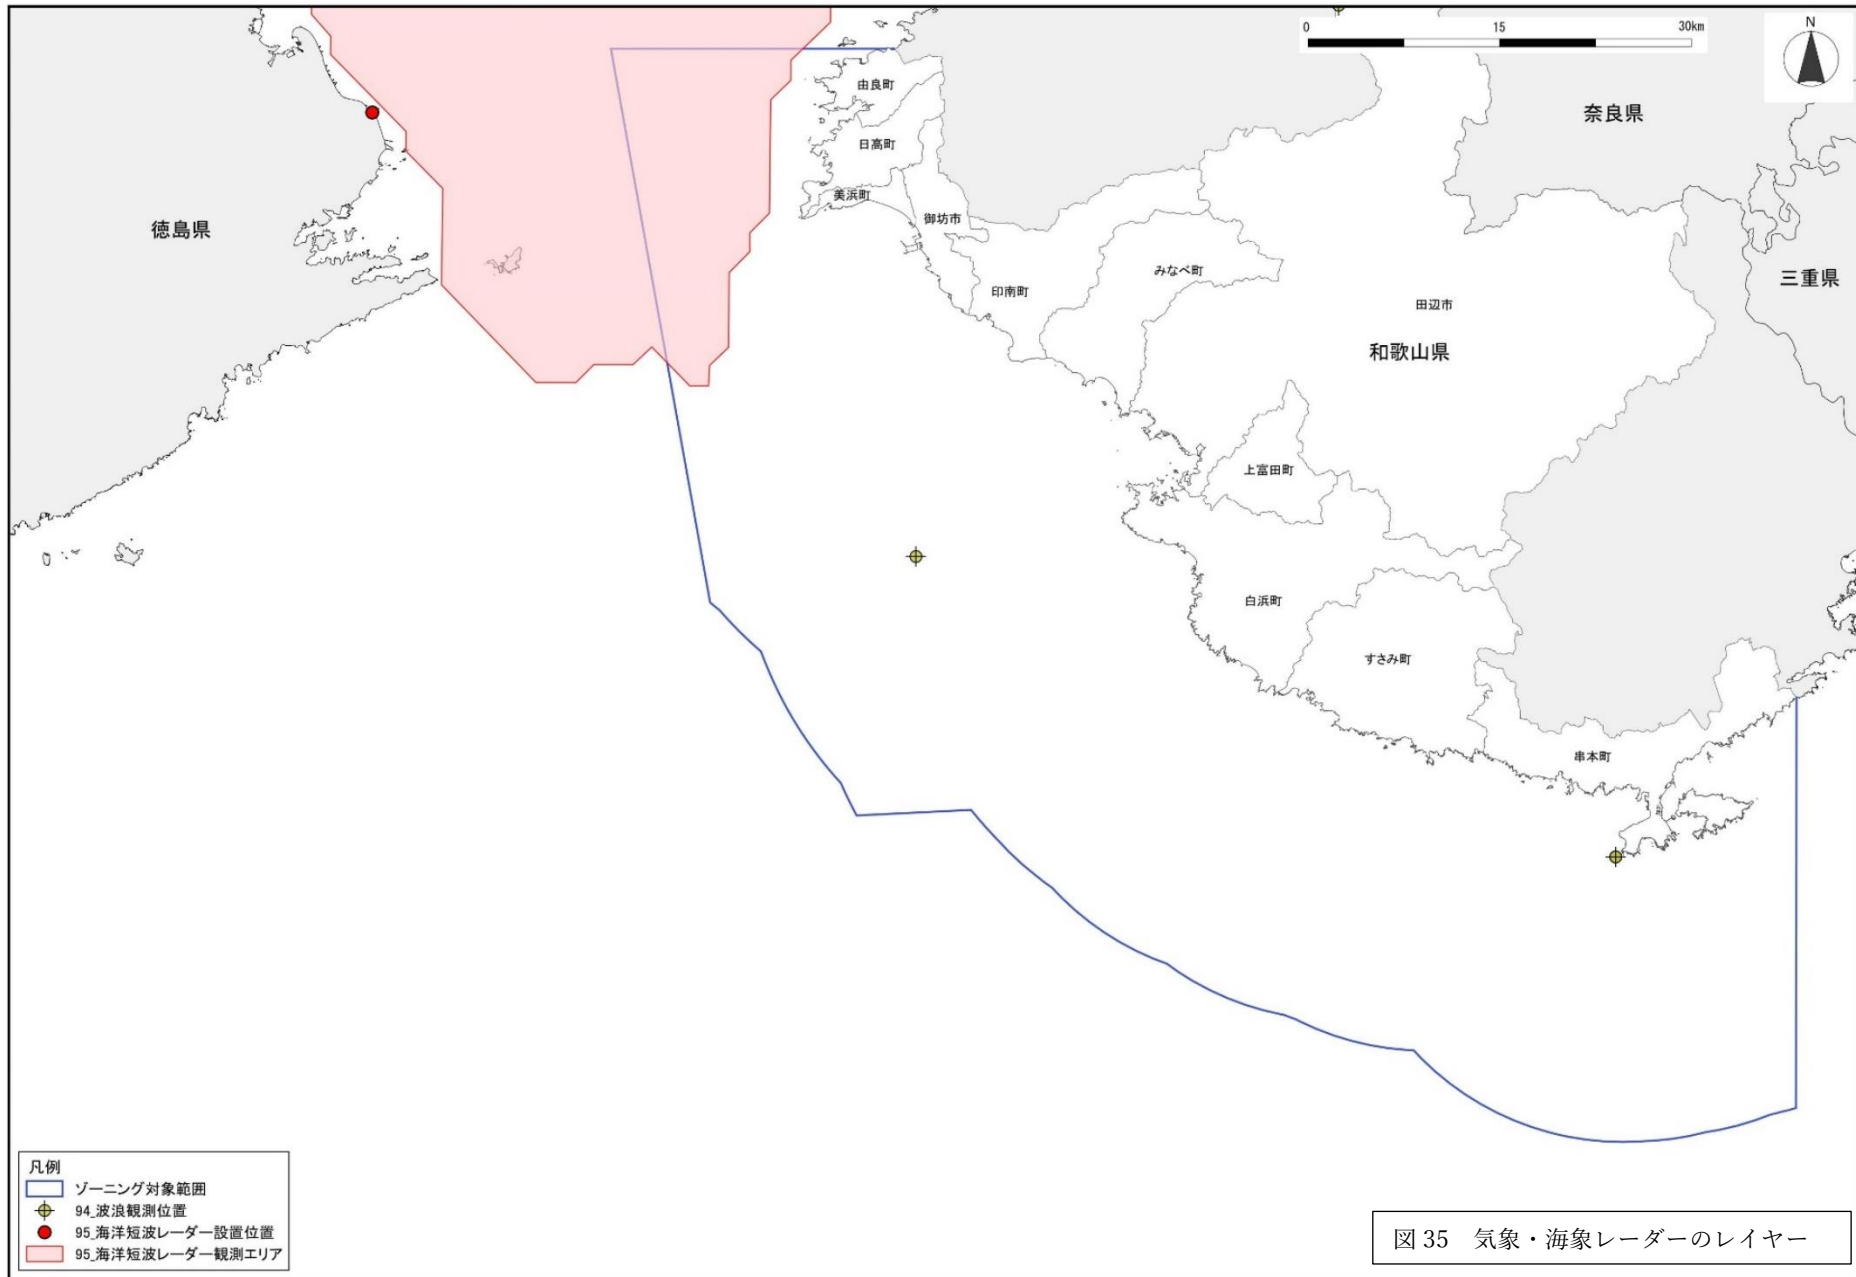 0 15 30km
N
由良町
奈良県
日高町
美浜町
御坊市
徳島県
みなべ町
三重県
印南町
田辺市
和歌山県
上富田町
白浜町
すさみ町
串本町
凡例
ゾーニング対象範囲
94_波浪観測位置
95_海洋短波レーダー設置位置
95_海洋短波レーダー観測エリア
図 35 気象・海象レーダーのレイヤー